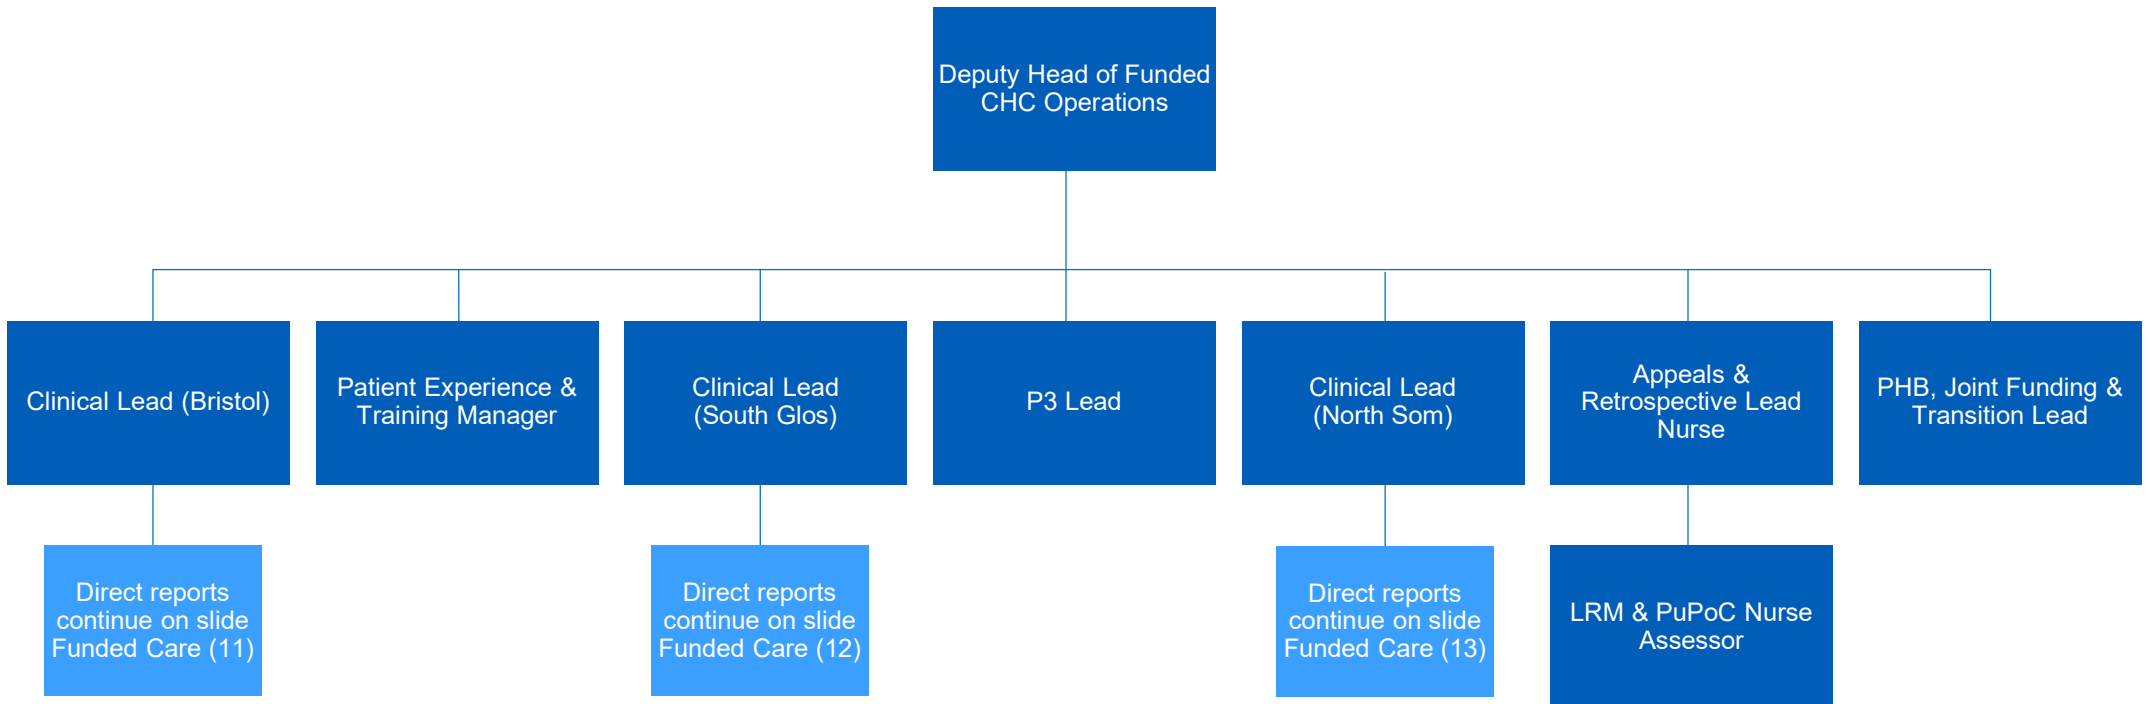 Deputy Head of Funded
CHC Operations
Clinical Lead (Bristol)
Patient Experience &
Training Manager
Clinical Lead
(South Glos)
P3 Lead
Clinical Lead
(North Som)
Appeals &
Retrospective Lead
Nurse
PHB, Joint Funding &
Transition Lead
Direct reports
continue on slide
Funded Care (11)
Direct reports
continue on slide
Funded Care (12)
Direct reports
continue on slide
Funded Care (13)
LRM & PuPoC Nurse
Assessor